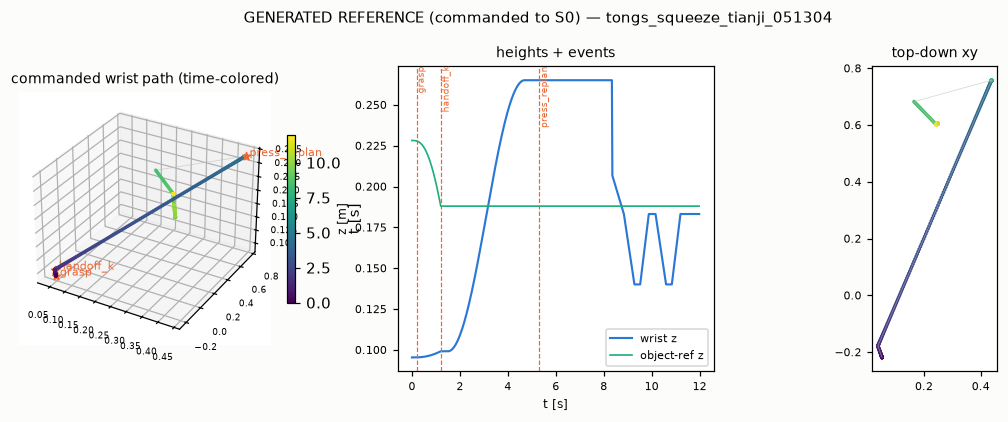 GENERATED REFERENCE (commanded to S0) — tongs_squeeze_tianji_051304
commanded wrist path (time-colored)
press_replan
handoff_k
grasp
0.05
0.10
0.15
0.20
0.25
0.30
0.35
0.40
0.45
−0.2
0.0
0.2
0.4
0.6
0.8
0.10
10.0
7.5
5.0
2.5
0.0
t [s]
heights + events
grasp
handoff_k
press_replan
z [m]
0.250
0.225
0.200
0.175
0.150
0.125
0.100
wrist z
object-ref z
0
2
4
6
8
10
12
t [s]
top-down xy
0.8
0.6
0.4
0.2
0.0
−0.2
0.2
0.4